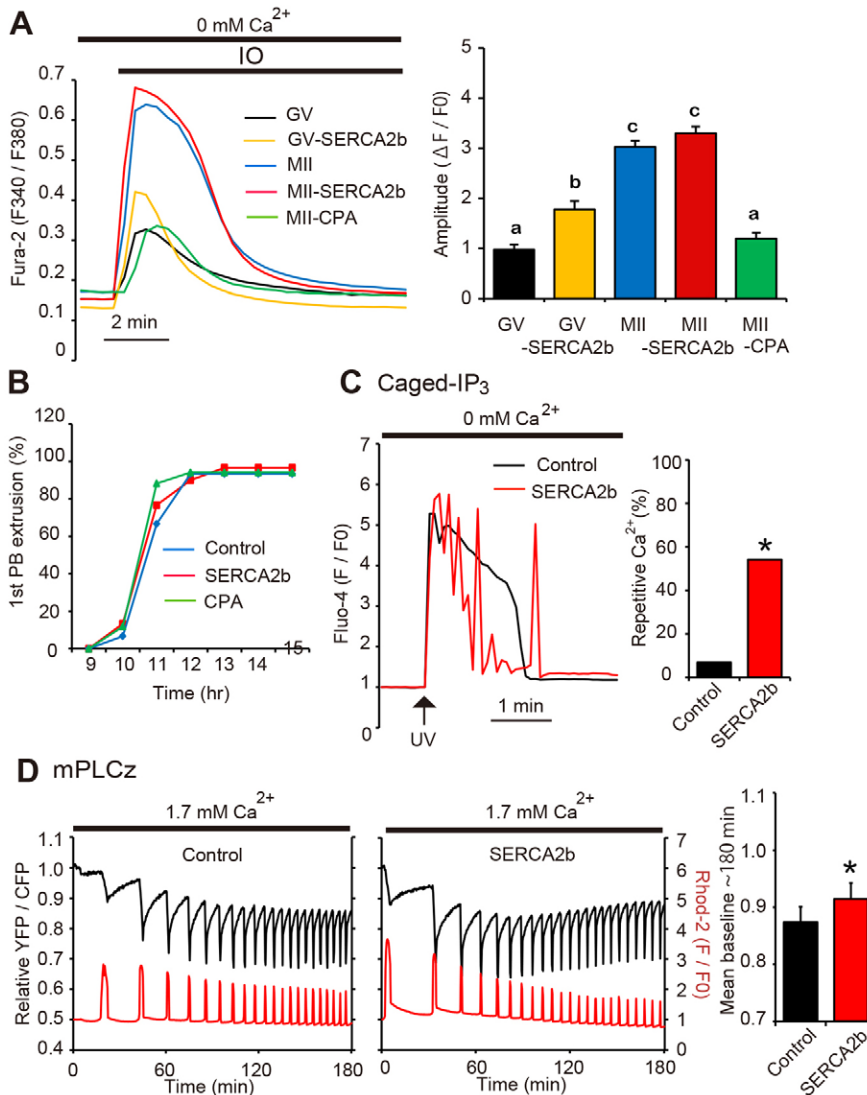 A
0 mM Ca2+
IO
Fura-2 (F340 / F380)
0.7
0.6
0.5
0.4
0.3
0.2
0.1
0
GV
GV-SERCA2b
MII
MII-SERCA2b
MII-CPA
2 min
Amplitude (ΔF / F0)
5
4
3
2
1
0
a
b
c
c
a
GV
GV
-SERCA2b
MII
MII
-SERCA2b
MII
-CPA
B
1st PB extrusion (%)
120
100
80
60
40
20
0
Control
SERCA2b
CPA
9 10 11 12 13 14 15
Time (hr)
C Caged-IP3
0 mM Ca2+
Fluo-4 (F / F0)
7
6
5
4
3
2
1
0
Control
SERCA2b
UV
1 min
Repetitive Ca2+ (%)
100
80
60
40
20
0
*
Control
SERCA2b
D mPLCz
1.7 mM Ca2+
Control
Relative YFP / CFP
1.1
1.0
0.9
0.8
0.7
0.6
0.5
0.4
0 60 120 180
Time (min)
1.7 mM Ca2+
SERCA2b
7
6
5
4
3
2
1
0
Rhod-2 (F / F0)
0 60 120 180
Time (min)
Mean baseline ~180 min
1.1
1.0
0.9
0.8
0.7
*
Control
SERCA2b